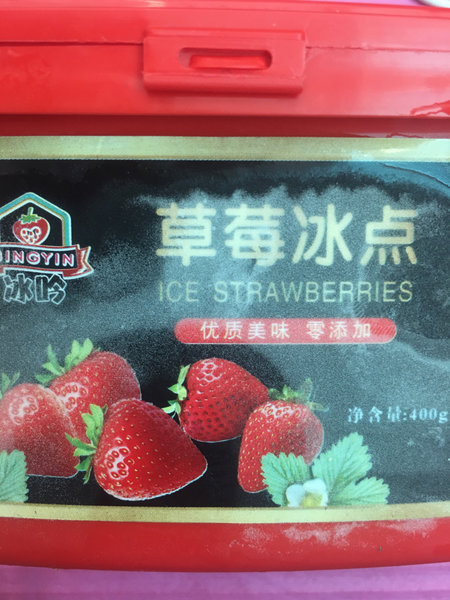 草莓冰点
ICE STRAWBERRIES
优质美味 零添加
BINGYIN
冰吟
净含量:400g